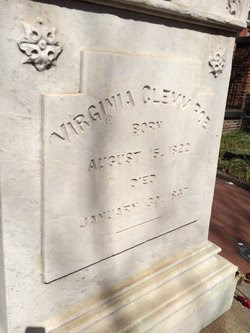 VIRGINIA CLEMM POE
BORN
AUGUST 15, 1822
DIED
JANUARY 30, 1847